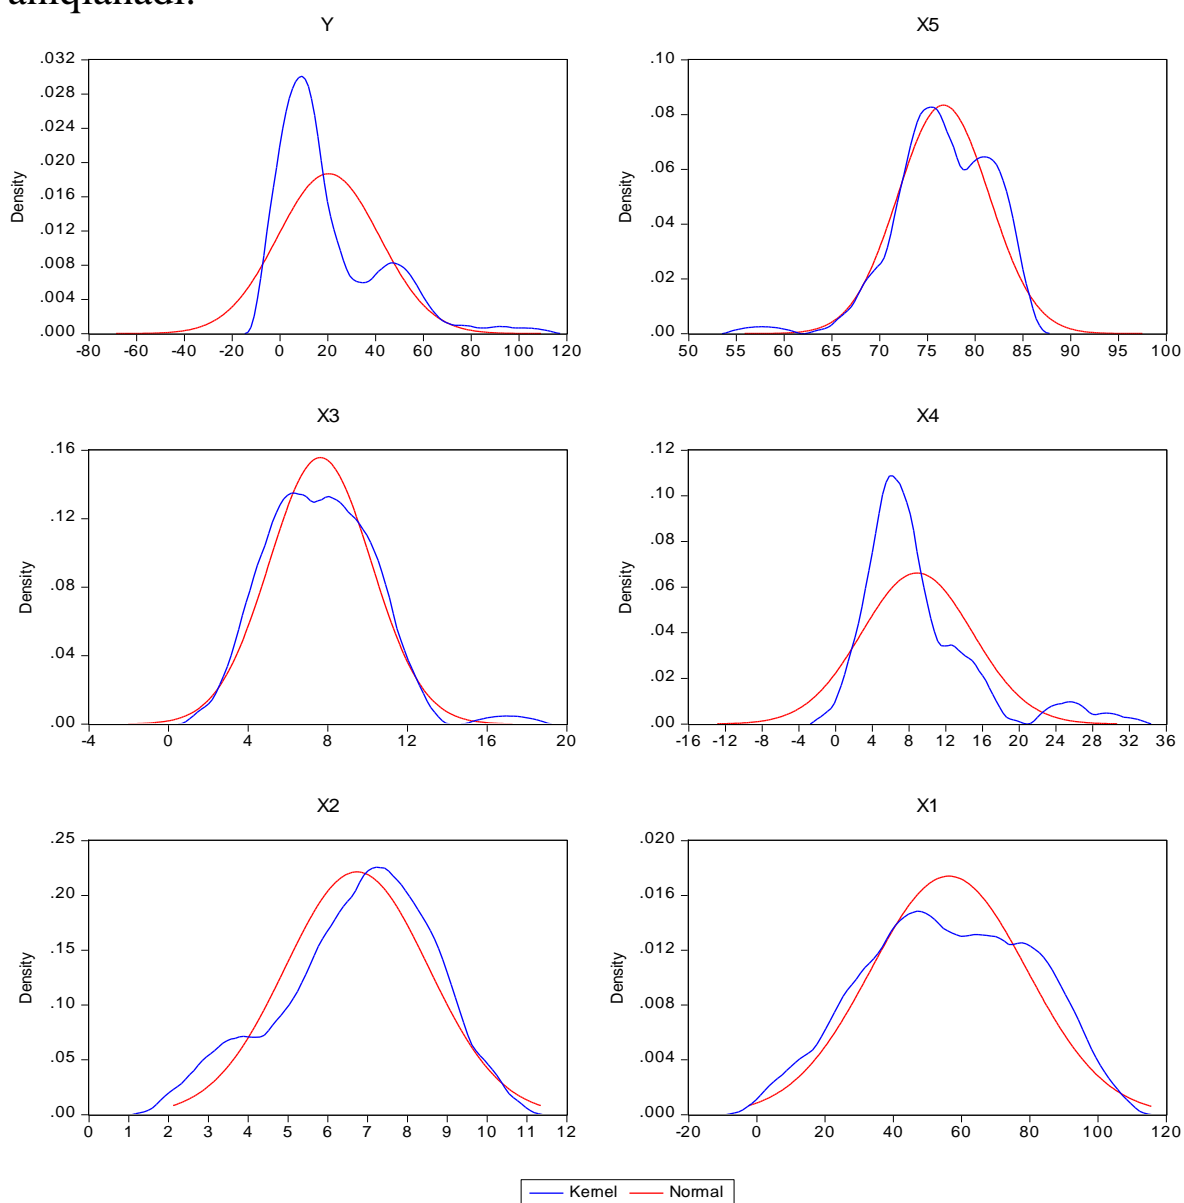 aniqlanadi.
Y
X5
.032
.028
.024
.020
.016
.012
.008
.004
.000
Density
-80 -60 -40 -20 0 20 40 60 80 100 120
.10
.08
.06
.04
.02
.00
Density
50 55 60 65 70 75 80 85 90 95 100
X3
X4
.16
.12
.08
.04
.00
Density
-4 0 4 8 12 16 20
.12
.10
.08
.06
.04
.02
.00
Density
-16 -12 -8 -4 0 4 8 12 16 20 24 28 32 36
X2
X1
.25
.20
.15
.10
.05
.00
Density
0 1 2 3 4 5 6 7 8 9 10 11 12
.020
.016
.012
.008
.004
.000
Density
-20 0 20 40 60 80 100 120
Kernel Normal